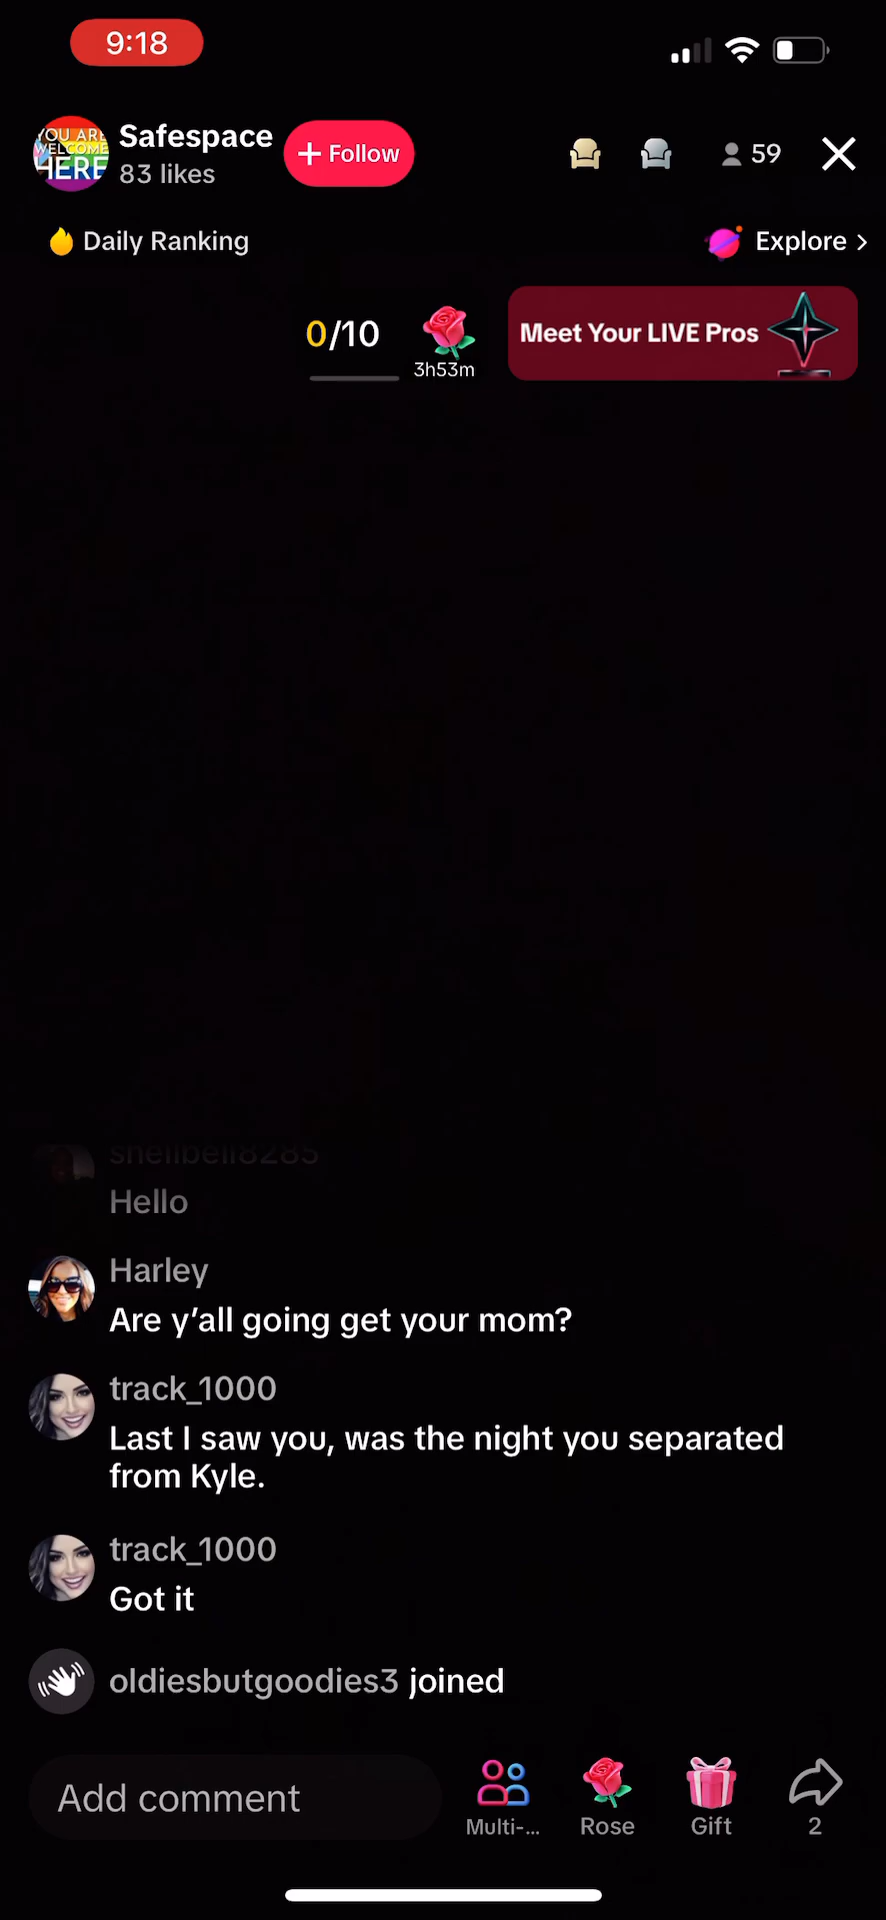 9:18
YOU ARE
WELCOME
HERE
Safespace
83 likes
+ Follow
59
Daily Ranking
Explore >
0/10
3h53m
Meet Your LIVE Pros
shellbell8285
Hello
Harley
Are y’all going get your mom?
track_1000
Last I saw you, was the night you separated
from Kyle.
track_1000
Got it
oldiesbutgoodies3 joined
Add comment
Multi-...
Rose
Gift
2